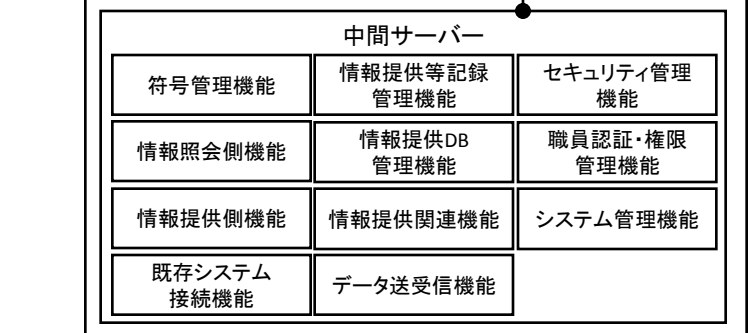 中間サーバー
符号管理機能
情報提供等記録
管理機能
セキュリティ管理
機能
情報照会側機能
情報提供DB
管理機能
職員認証・権限
管理機能
情報提供側機能
情報提供関連機能
システム管理機能
既存システム
接続機能
データ送受信機能